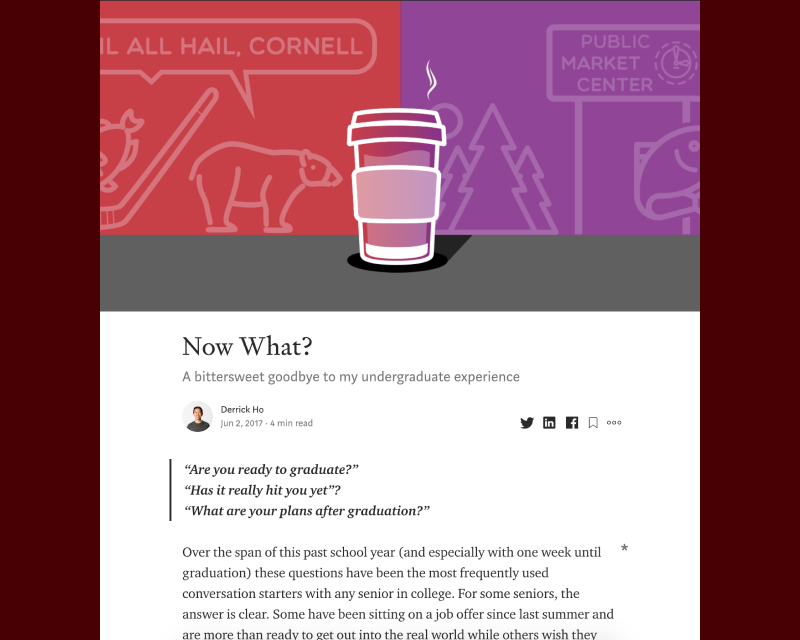 IL ALL HAIL, CORNELL
PUBLIC
MARKET
CENTER
Now What?
A bittersweet goodbye to my undergraduate experience
Derrick Ho
Jun 2, 2017 · 4 min read
“Are you ready to graduate?”
“Has it really hit you yet”?
“What are your plans after graduation?”
Over the span of this past school year (and especially with one week until
*
graduation) these questions have been the most frequently used
conversation starters with any senior in college. For some seniors, the
answer is clear. Some have been sitting on a job offer since last summer and
are more than ready to get out into the real world while others wish they